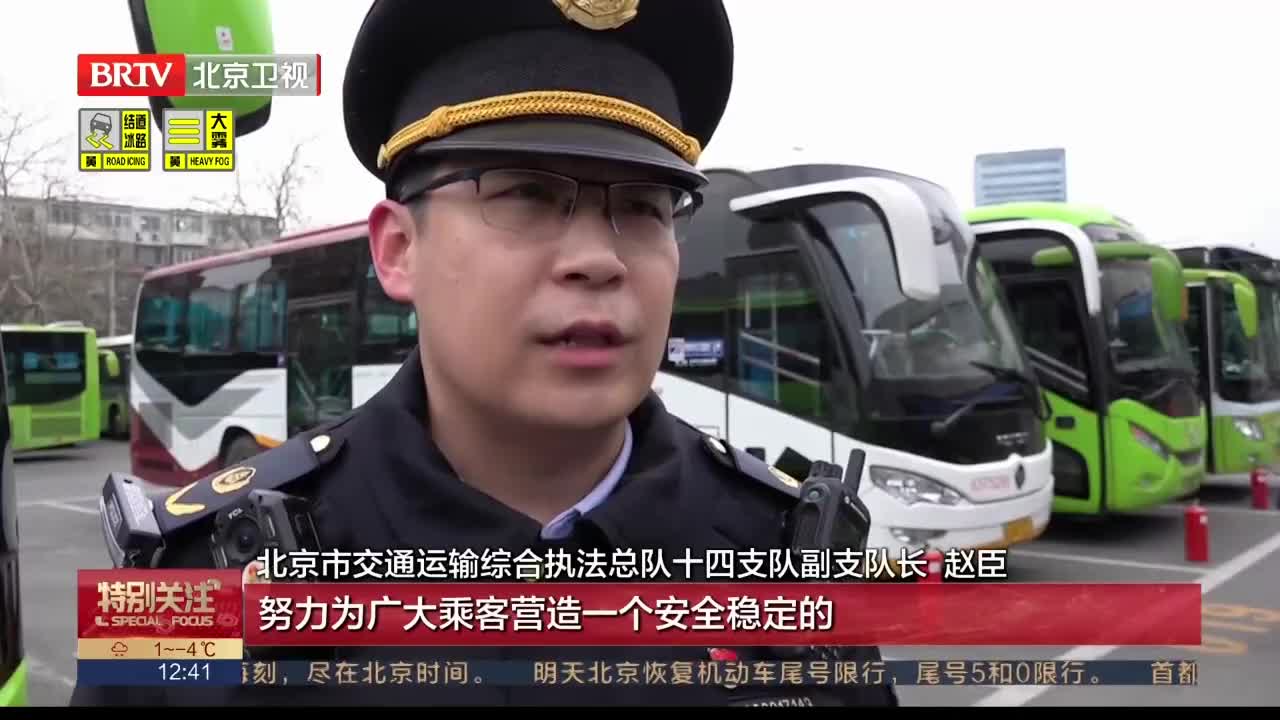 BRTV 北京卫视
道路结冰
黄 ROAD ICING
大雾
黄 HEAVY FOG
TCL
北京市交通运输综合执法总队十四支队副支队长 赵臣
特别关注
SPECIAL FOCUS
努力为广大乘客营造一个安全稳定的
1~-4℃
12:41
刻，尽在北京时间。 明天北京恢复机动车尾号限行，尾号5和0限行。 首都